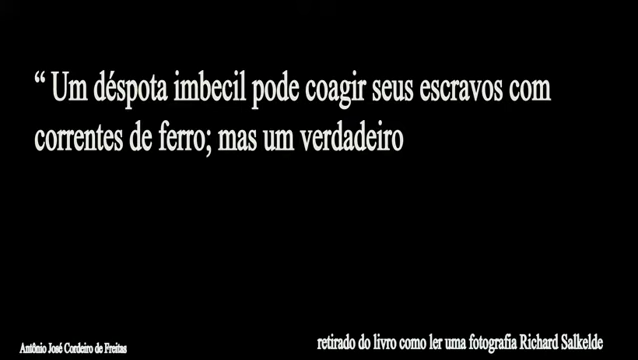 “ Um déspota imbecil pode coagir seus escravos com
correntes de ferro; mas um verdadeiro
Antônio José Cordeiro de Freitas
retirado do livro como ler uma fotografia Richard Salkelde